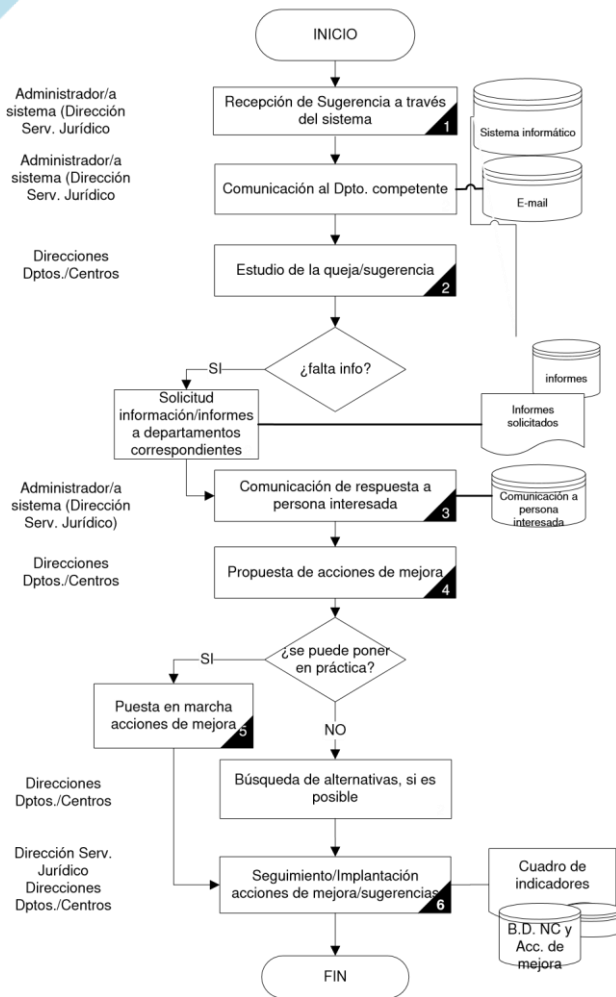 INICIO
Administrador/a
sistema (Dirección
Serv. Jurídico
Recepción de Sugerencia a través
del sistema
1
Sistema informático
Administrador/a
sistema (Dirección
Serv. Jurídico
Comunicación al Dpto. competente
E-mail
Direcciones
Dptos./Centros
Estudio de la queja/sugerencia
2
¿falta info?
SI
informes
Solicitud
información/informes
a departamentos
correspondientes
Informes
solicitados
Administrador/a
sistema (Dirección
Serv. Jurídico)
Comunicación de respuesta a
persona interesada
3
Comunicación a
persona
interesada
Direcciones
Dptos./Centros
Propuesta de acciones de mejora
4
¿se puede poner
en práctica?
SI
Puesta en marcha
acciones de mejora
5
NO
Direcciones
Dptos./Centros
Búsqueda de alternativas, si es
posible
Dirección Serv.
Jurídico
Direcciones
Dptos./Centros
Seguimiento/Implantación
acciones de mejora/sugerencias
6
Cuadro de
indicadores
B.D. NC y
Acc. de
mejora
FIN